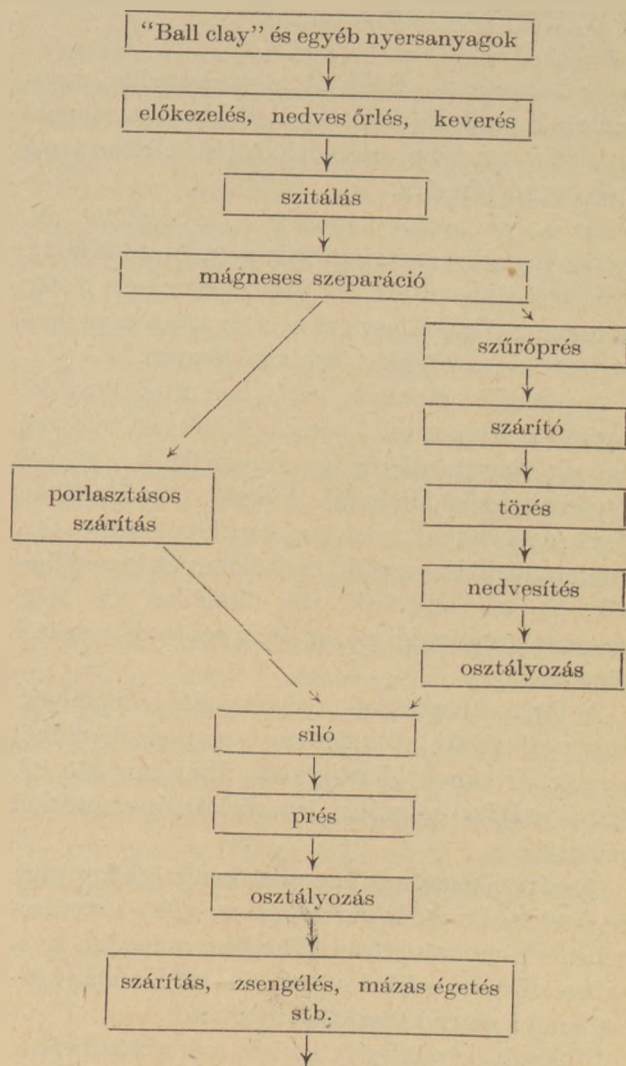 “Ball clay” és egyéb nyersanyagok
előkezelés, nedves őrlés, keverés
szitálás
mágneses szeparáció
szűrőprés
szárító
porlasztásos
szárítás
törés
nedvesítés
osztályozás
siló
prés
osztályozás
szárítás, zsengélés, mázas égetés
stb.